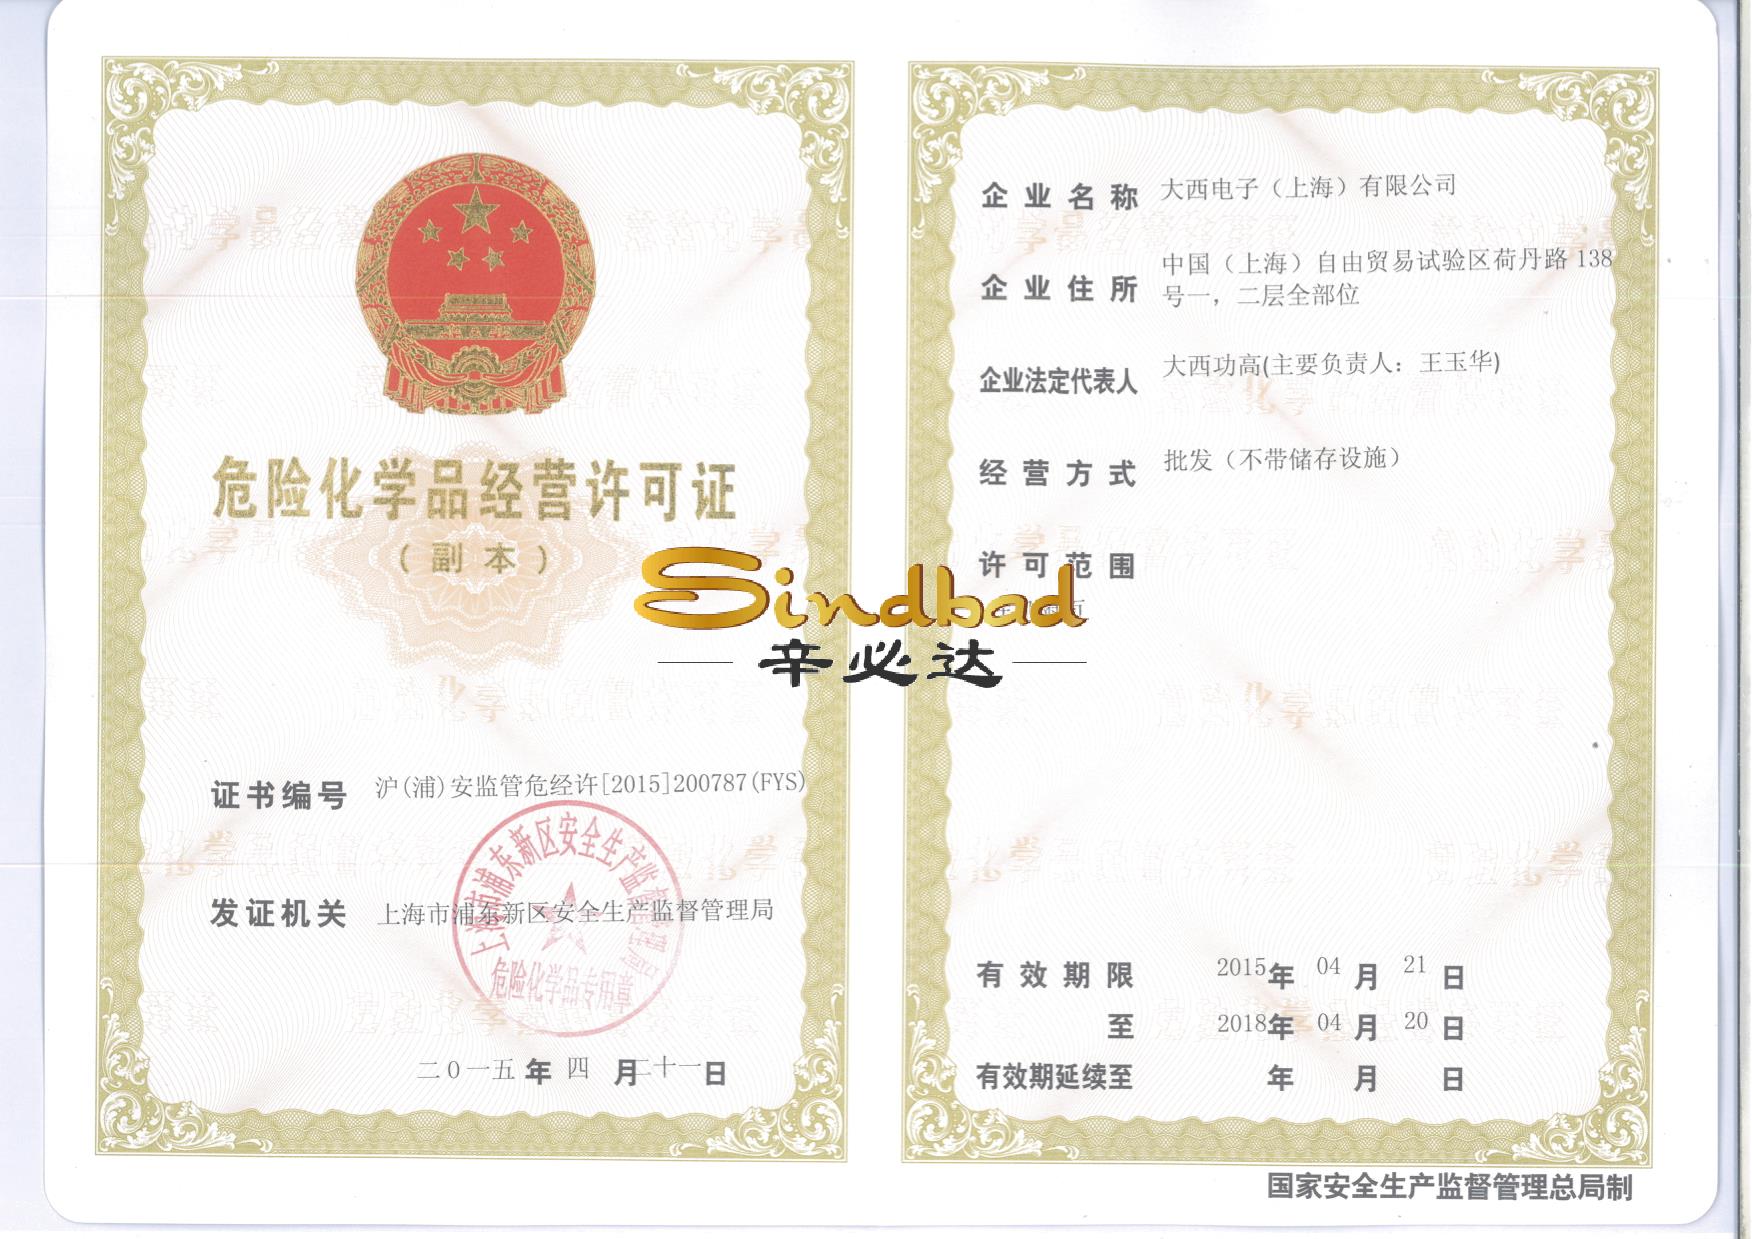 危险化学品经营许可证
（副本）
证书编号 沪(浦)安监管危经许[2015]200787(FYS)
发证机关 上海市浦东新区安全生产监督管理局
上海市浦东新区安全生产监督管理局
危险化学品专用章
二0一五年四月二十一日
企业名称 大西电子（上海）有限公司
企业住所 中国（上海）自由贸易试验区荷丹路138
号一，二层全部位
企业法定代表人 大西功高(主要负责人：王玉华)
经营方式 批发（不带储存设施）
许可范围
Sindbad
辛必达
有效期限 2015年04月21日
至 2018年04月20日
有效期延续至 年 月 日
国家安全生产监督管理总局制